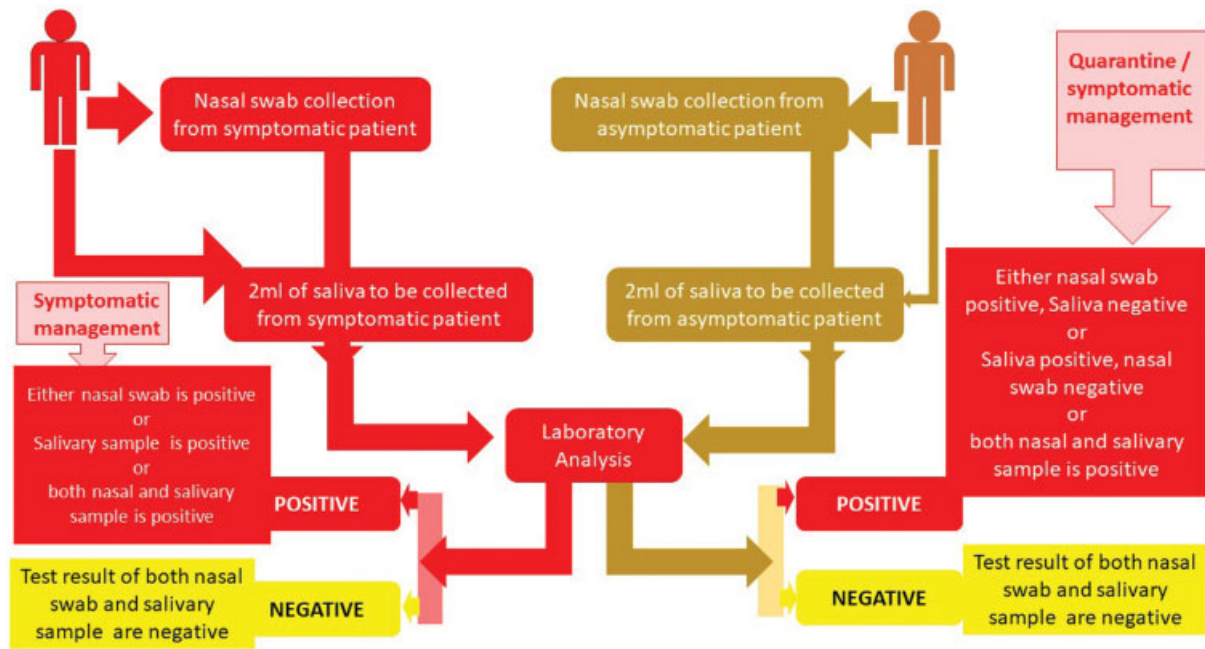 Nasal swab collection
from symptomatic patient
Nasal swab collection from
asymptomatic patient
Quarantine /
symptomatic
management
2ml of saliva to be collected
from symptomatic patient
2ml of saliva to be collected
from asymptomatic patient
Symptomatic
management
Either nasal swab is positive
or
Salivary sample is positive
or
both nasal and salivary
sample is positive
Laboratory
Analysis
Either nasal swab
positive, Saliva negative
or
Saliva positive, nasal
swab negative
or
both nasal and salivary
sample is positive
POSITIVE
POSITIVE
Test result of both nasal
swab and salivary
sample are negative
NEGATIVE
NEGATIVE
Test result of both nasal
swab and salivary
sample are negative